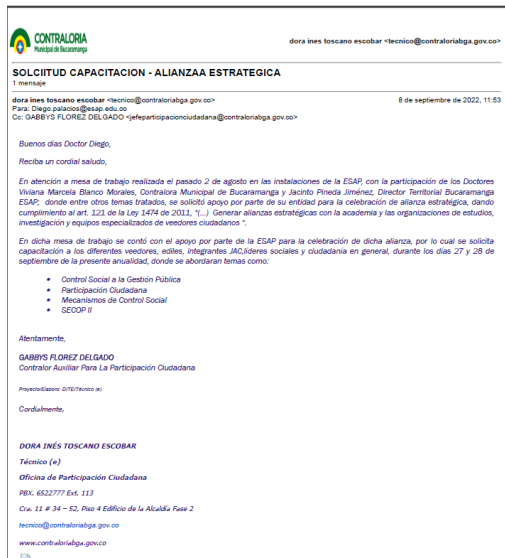 CONTRALORIA
Municipal de Bucaramanga
dora ines toscano escobar <tecnico@contraloriabga.gov.co>
SOLCIITUD CAPACITACION - ALIANZAA ESTRATEGICA
1 mensaje
dora ines toscano escobar <tecnico@contraloriabga.gov.co>
8 de septiembre de 2022, 11:53
Para: Diego.palacios@esap.edu.co
Cc: GABBYS FLOREZ DELGADO <jefeparticipacionciudadana@contraloriabga.gov.co>
Buenos días Doctor Diego,
Reciba un cordial saludo,
En atención a mesa de trabajo realizada el pasado 2 de agosto en las instalaciones de la ESAP, con la participación de los Doctores
Viviana Marcela Blanco Morales, Contralora Municipal de Bucaramanga y Jacinto Pineda Jiménez, Director Territorial Bucaramanga
ESAP; donde entre otros temas tratados, se solicitó apoyo por parte de su entidad para la celebración de alianza estratégica, dando
cumplimiento al art. 121 de la Ley 1474 de 2011, "(...) Generar alianzas estratégicas con la academia y las organizaciones de estudios,
investigación y equipos especializados de veedores ciudadanos ".
En dicha mesa de trabajo se contó con el apoyo por parte de la ESAP para la celebración de dicha alianza, por lo cual se solicita
capacitación a los diferentes veedores, ediles, integrantes JAC,lideres sociales y ciudadanía en general, durante los días 27 y 28 de
septiembre de la presente anualidad, donde se abordaran temas como:
• Control Social a la Gestión Pública
• Participación Ciudadana
• Mecanismos de Control Social
• SECOP II
Atentamente,
GABBYS FLOREZ DELGADO
Contralor Auxiliar Para La Participación Ciudadana
Proyecto/Elaboro: DITE/Técnico (e)
Cordialmente,
DORA INÉS TOSCANO ESCOBAR
Técnico (e)
Oficina de Participación Ciudadana
PBX. 6522777 Ext. 113
Cra. 11 # 34 – 52, Piso 4 Edificio de la Alcaldía Fase 2
tecnico@contraloriabga.gov.co
www.contraloriabga.gov.co